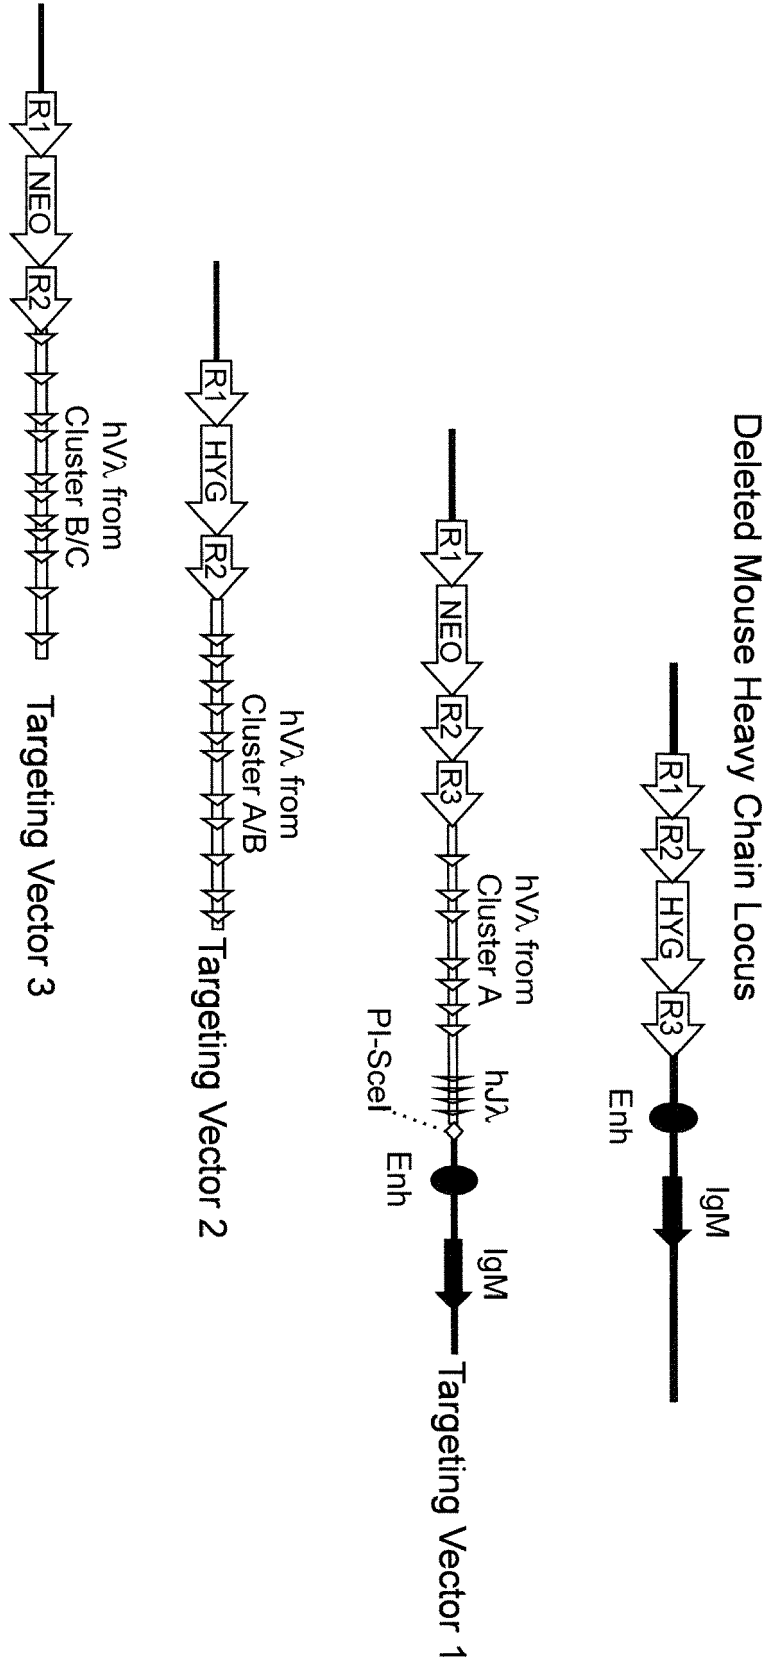 Deleted Mouse Heavy Chain Locus
R1 R2 HYG R3
Enh
IgM
R1 NEO R2 R3
hVλ from
Cluster A
hJλ
PI-SceI
Enh
IgM
Targeting Vector 1
R1 HYG R2
hVλ from
Cluster A/B
Targeting Vector 2
R1 NEO R2
hVλ from
Cluster B/C
Targeting Vector 3